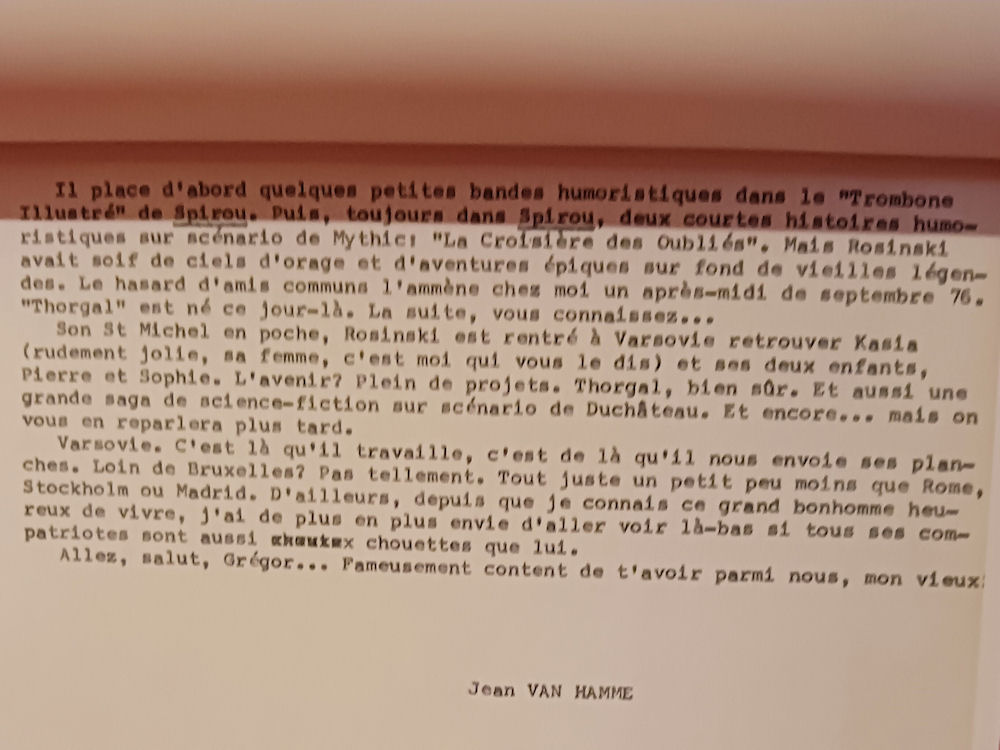 Il place d'abord quelques petites bandes humoristiques dans le "Trombone
Illustré" de Spirou. Puis, toujours dans Spirou, deux courtes histoires humo-
ristiques sur scénario de Mythic: "La Croisière des Oubliés". Mais Rosinski
avait soif de ciels d'orage et d'aventures épiques sur fond de vieilles légen-
des. Le hasard d'amis communs l'ammène chez moi un après-midi de septembre 76.
"Thorgal" est né ce jour-là. La suite, vous connaissez...
Son St Michel en poche, Rosinski est rentré à Varsovie retrouver Kasia
(rudement jolie, sa femme, c'est moi qui vous le dis) et ses deux enfants,
Pierre et Sophie. L'avenir? Plein de projets. Thorgal, bien sûr. Et aussi une
grande saga de science-fiction sur scénario de Duchâteau. Et encore... mais on
vous en reparlera plus tard.
Varsovie. C'est là qu'il travaille, c'est de là qu'il nous envoie ses plan-
ches. Loin de Bruxelles? Pas tellement. Tout juste un petit peu moins que Rome,
Stockholm ou Madrid. D'ailleurs, depuis que je connais ce grand bonhomme heu-
reux de vivre, j'ai de plus en plus envie d'aller voir là-bas si tous ses com-
patriotes sont aussi chouettes que lui.
Allez, salut, Grégor... Fameusement content de t'avoir parmi nous, mon vieux
Jean VAN HAMME